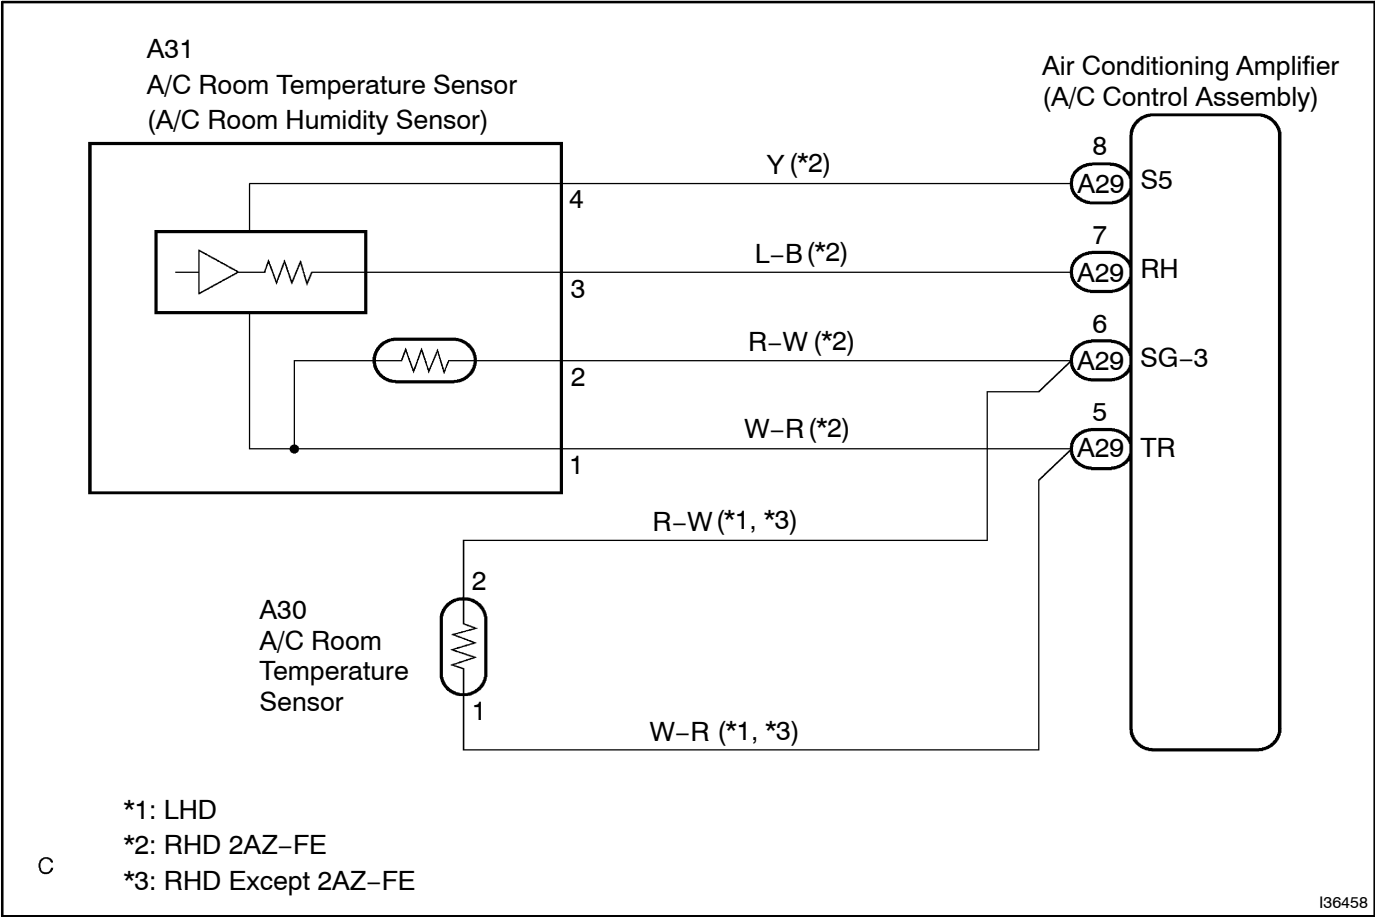 A31
A/C Room Temperature Sensor
(A/C Room Humidity Sensor)
Air Conditioning Amplifier
(A/C Control Assembly)
8
Y (*2)
A29 S5
4
7
L-B (*2)
A29 RH
3
6
R-W (*2)
A29 SG-3
2
5
W-R (*2)
A29 TR
1
R-W (*1, *3)
2
A30
A/C Room
Temperature
Sensor
1
W-R (*1, *3)
*1: LHD
*2: RHD 2AZ-FE
*3: RHD Except 2AZ-FE
C
I36458